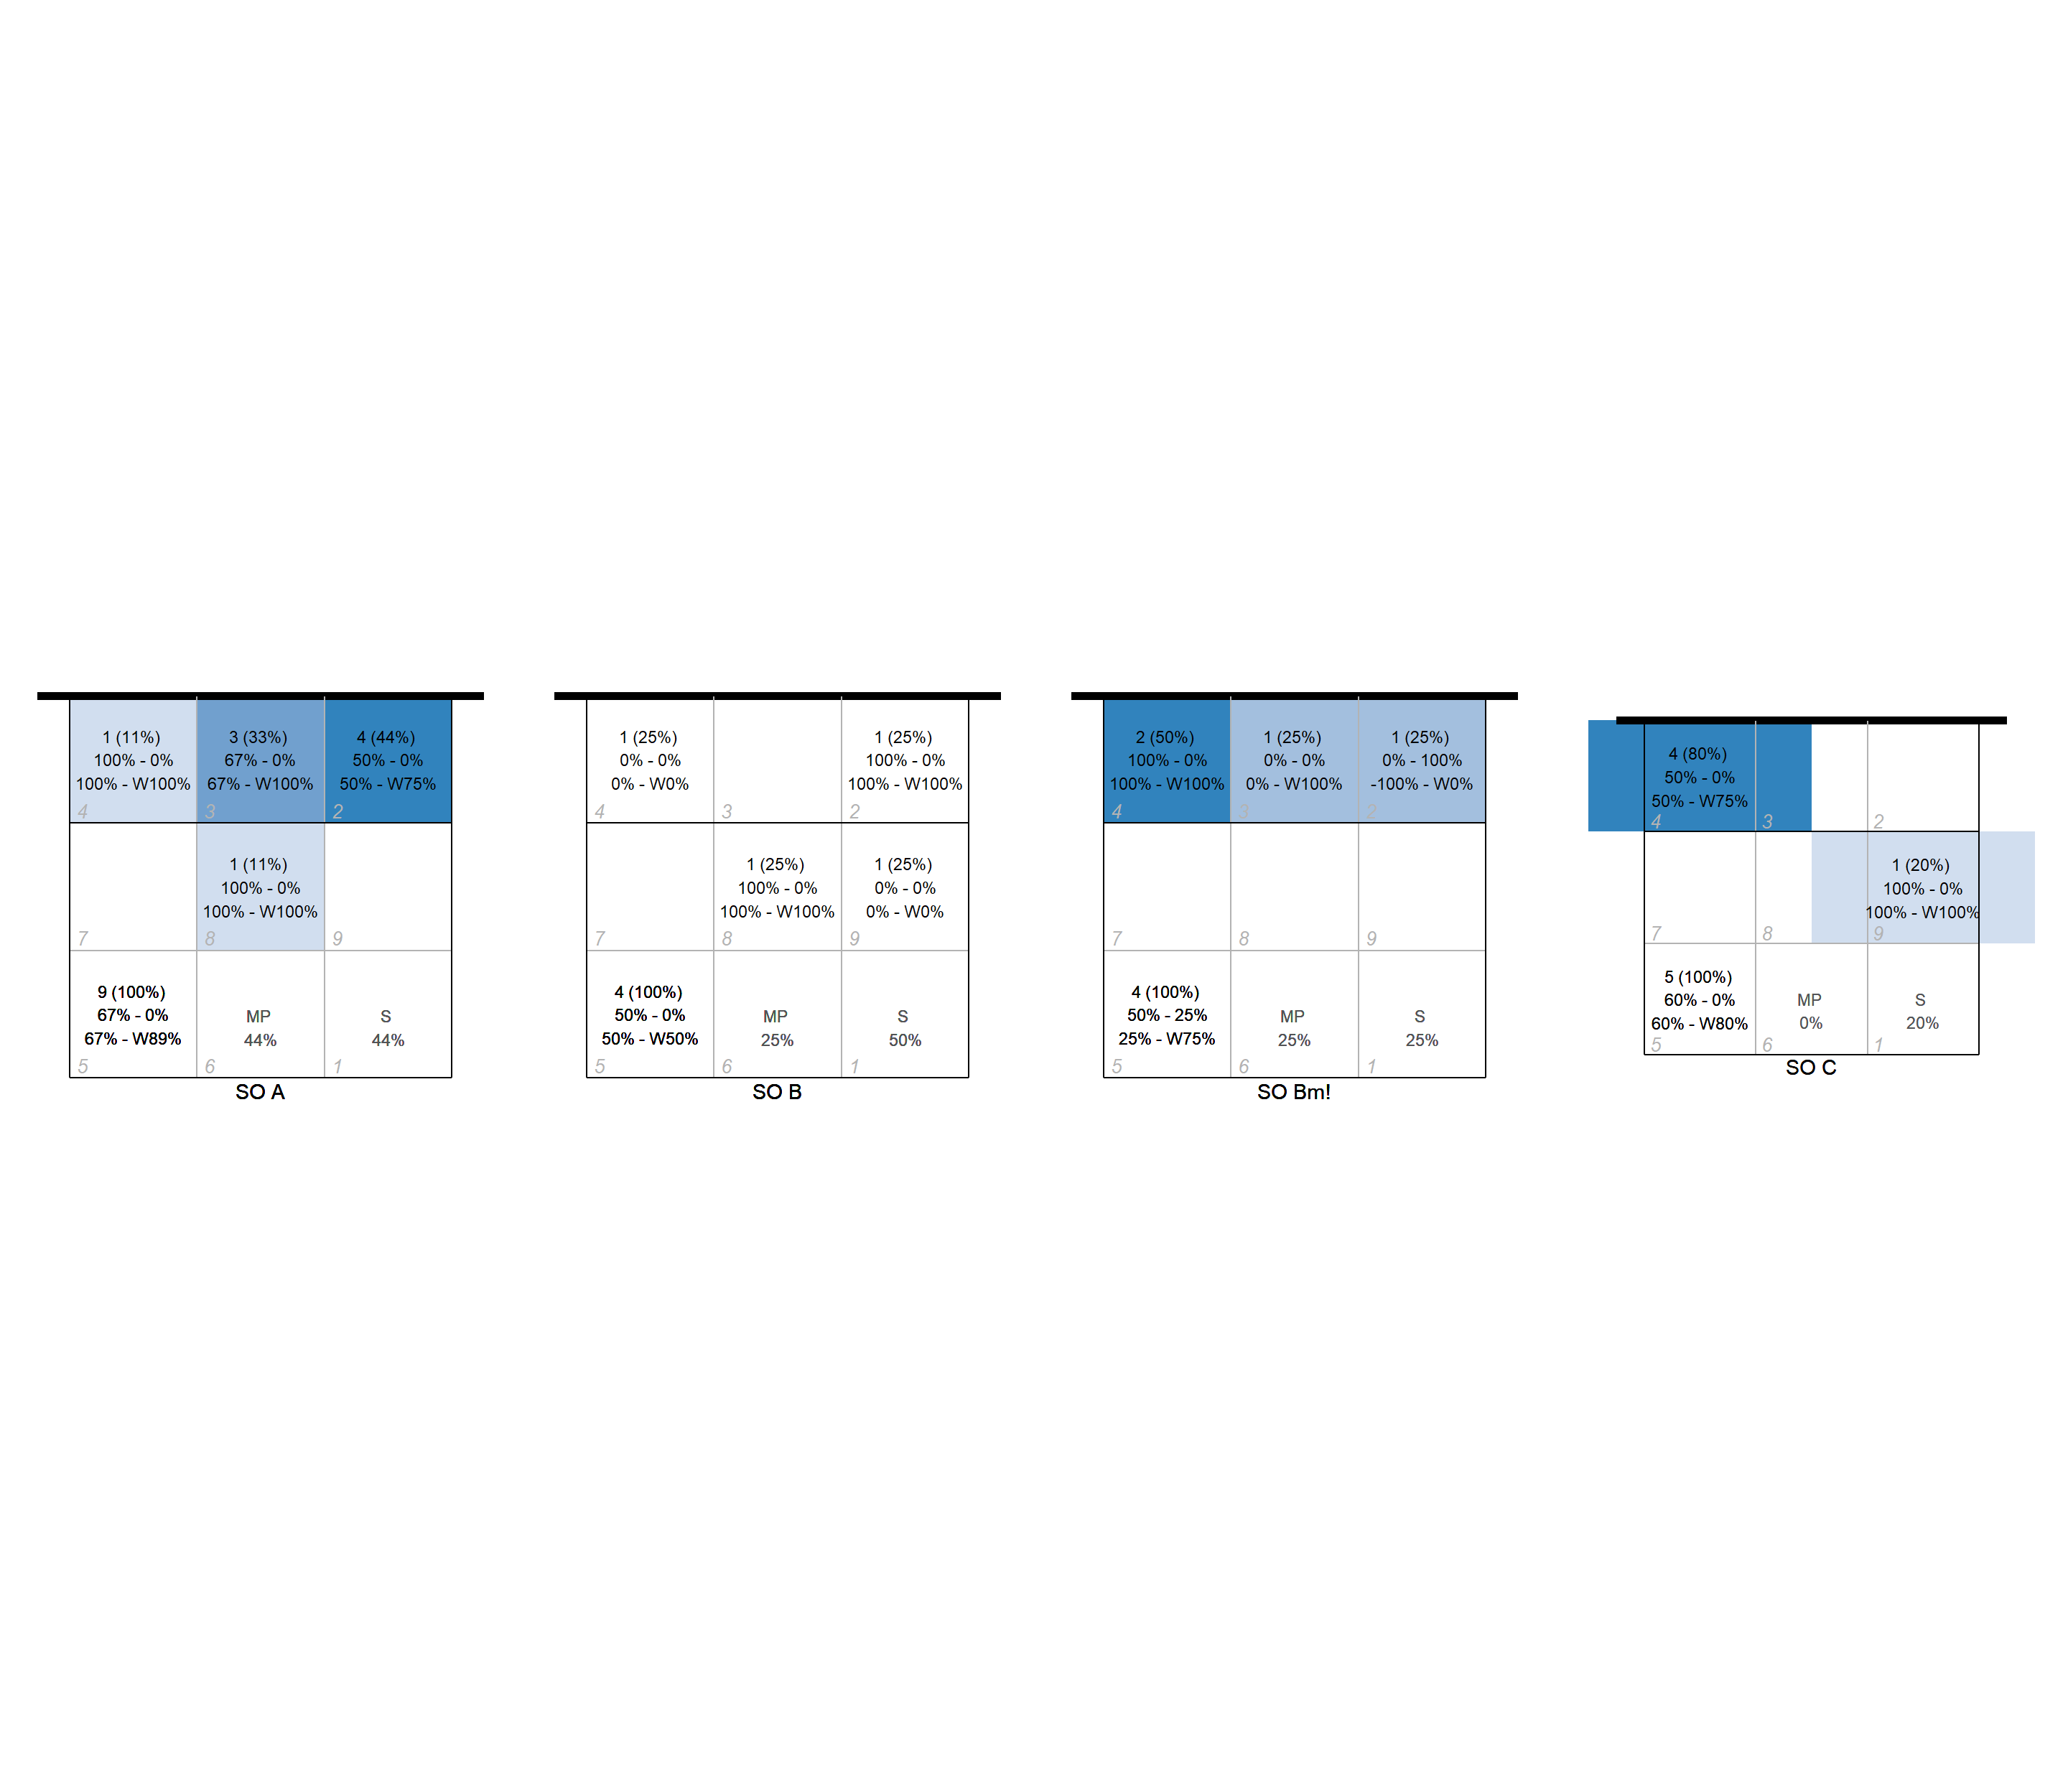 1 (11%)
100% - 0%
100% - W100%
4
3 (33%)
67% - 0%
67% - W100%
3
4 (44%)
50% - 0%
50% - W75%
2
7
1 (11%)
100% - 0%
100% - W100%
8
9
9 (100%)
67% - 0%
67% - W89%
5
MP
44%
6
S
44%
1
SO A
1 (25%)
0% - 0%
0% - W0%
4
3
1 (25%)
100% - 0%
100% - W100%
2
7
1 (25%)
100% - 0%
100% - W100%
8
1 (25%)
0% - 0%
0% - W0%
9
4 (100%)
50% - 0%
50% - W50%
5
MP
25%
6
S
50%
1
SO B
2 (50%)
100% - 0%
100% - W100%
4
1 (25%)
0% - 0%
0% - W100%
3
1 (25%)
0% - 100%
-100% - W0%
2
7
8
9
4 (100%)
50% - 25%
25% - W75%
5
MP
25%
6
S
25%
1
SO Bm!
4 (80%)
50% - 0%
50% - W75%
4
3
2
7
8
1 (20%)
100% - 0%
100% - W100%
9
5 (100%)
60% - 0%
60% - W80%
5
MP
0%
6
S
20%
1
SO C